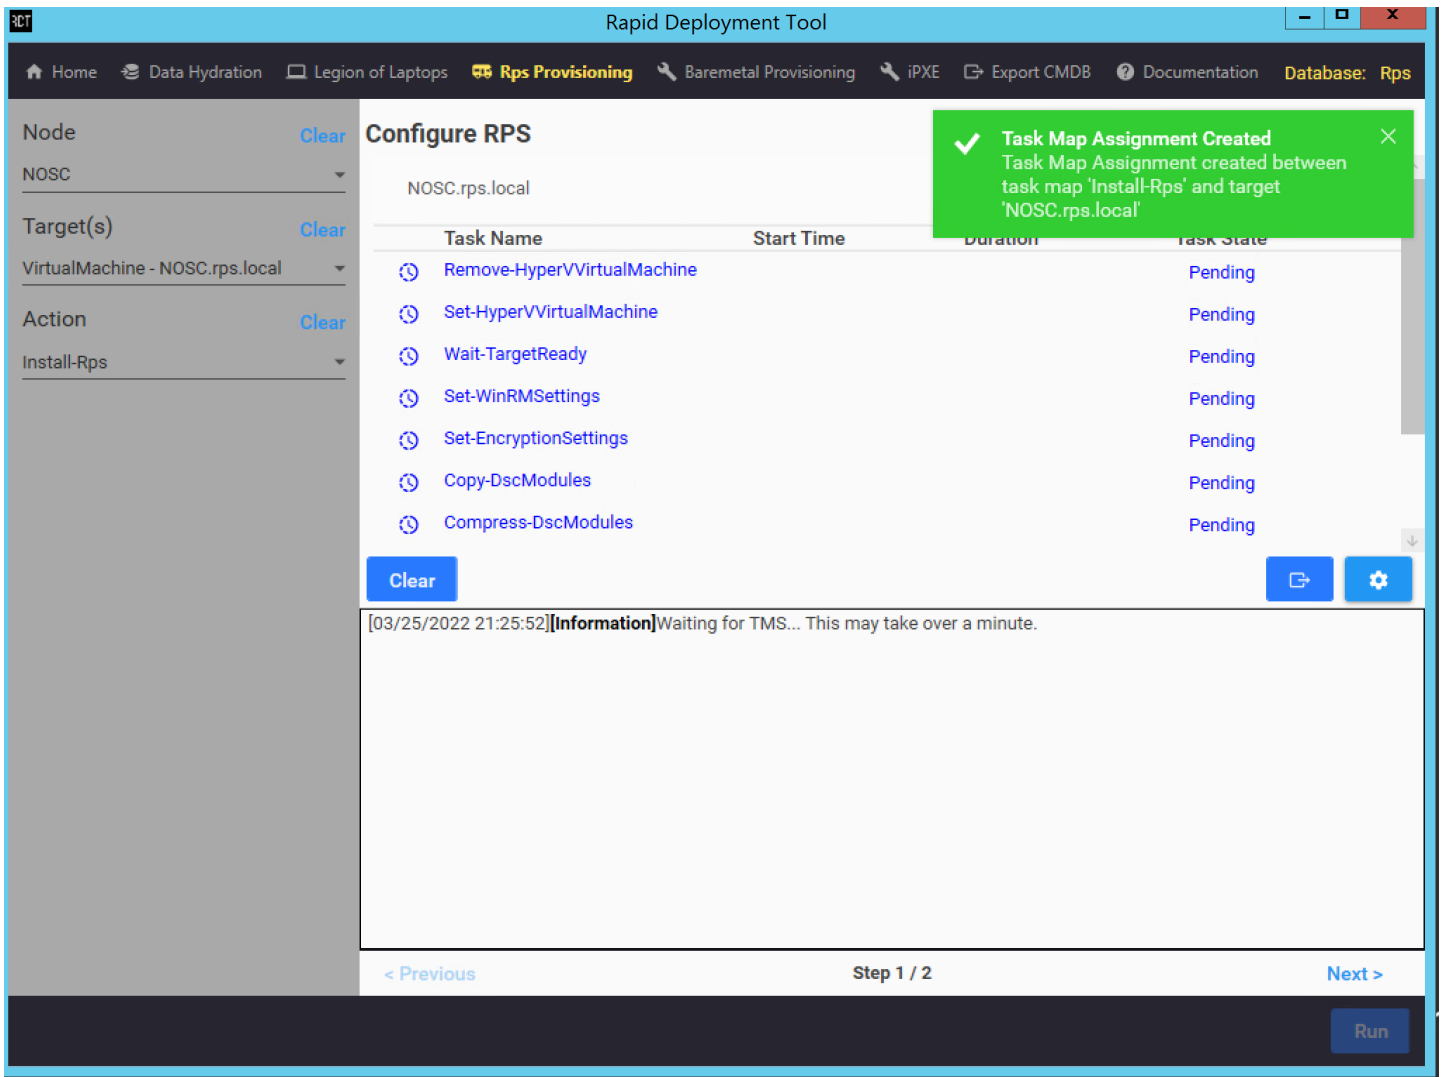 RDT
Rapid Deployment Tool
Home Data Hydration Legion of Laptops Rps Provisioning Baremetal Provisioning iPXE Export CMDB Documentation Database: Rps
Node Clear
NOSC
Target(s) Clear
VirtualMachine - NOSC.rps.local
Action Clear
Install-Rps
Configure RPS
NOSC.rps.local
Task Map Assignment Created
Task Map Assignment created between
task map 'Install-Rps' and target
'NOSC.rps.local'
Task Name Start Time Duration Task State
Remove-HyperVVirtualMachine Pending
Set-HyperVVirtualMachine Pending
Wait-TargetReady Pending
Set-WinRMSettings Pending
Set-EncryptionSettings Pending
Copy-DscModules Pending
Compress-DscModules Pending
Clear
[03/25/2022 21:25:52][Information]Waiting for TMS... This may take over a minute.
< Previous Step 1 / 2 Next >
Run